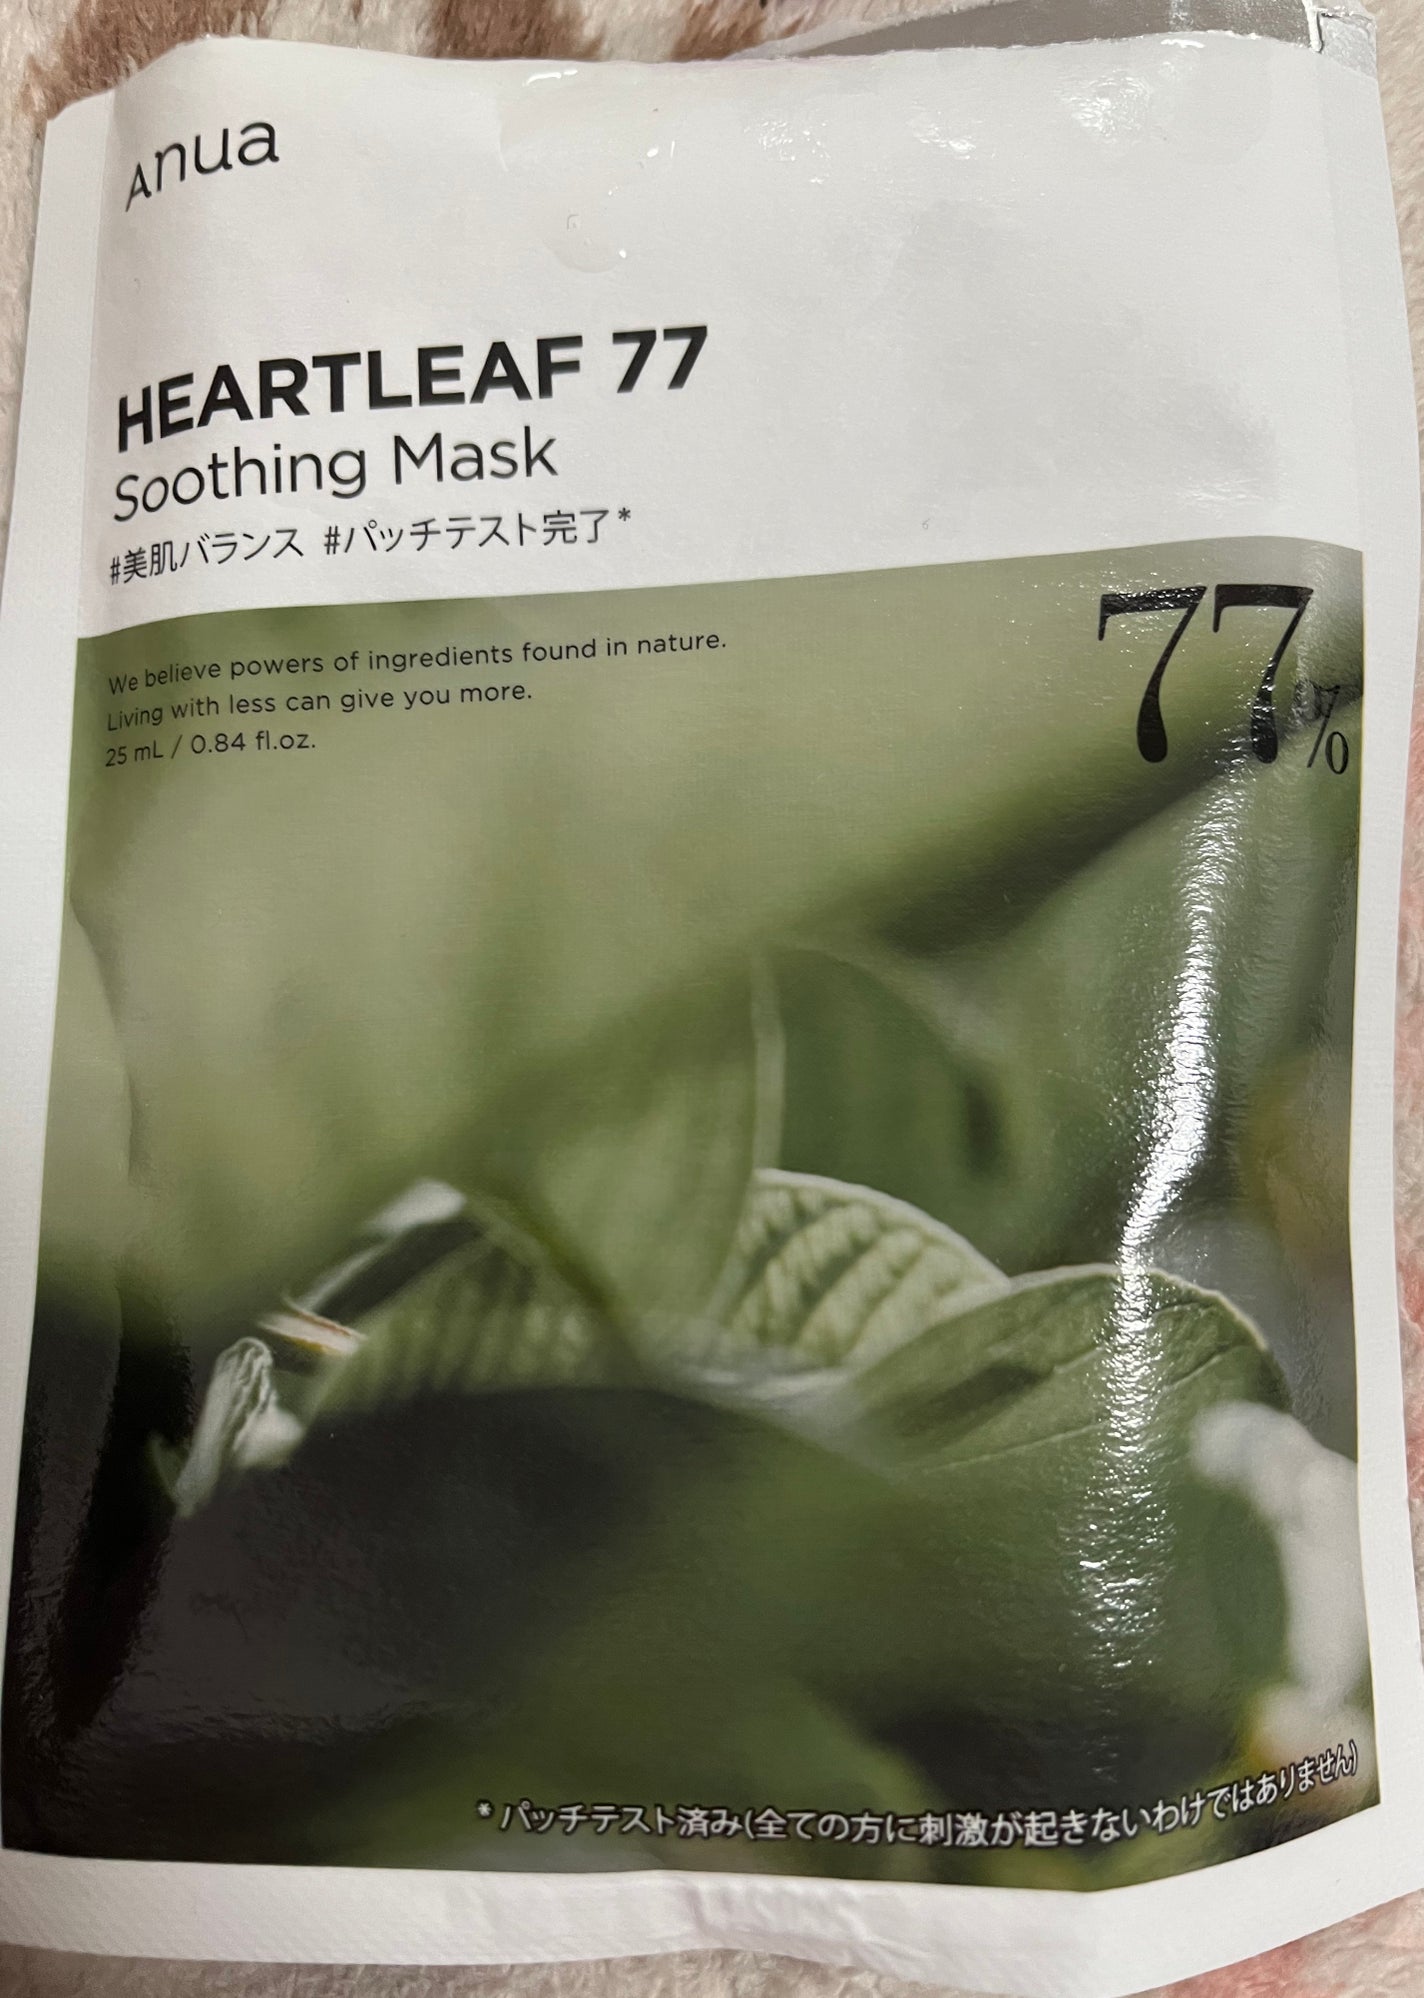 Anua
HEARTLEAF 77
Soothing Mask
#美肌バランス #パッチテスト完了*
77%
We believe powers of ingredients found in nature.
Living with less can give you more.
25 mL / 0.84 fl.oz.
* パッチテスト済み(全ての方に刺激が起きないわけではありません)